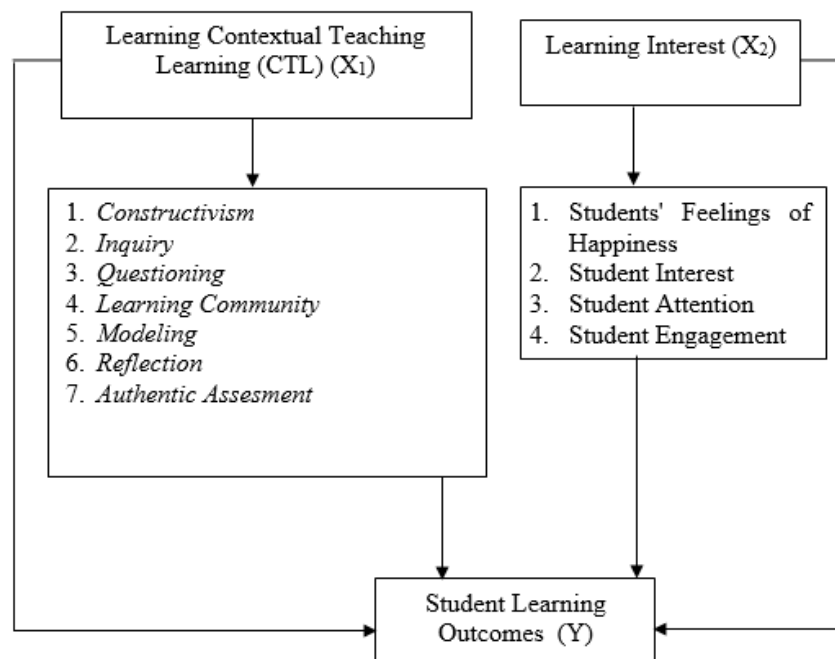 Learning Contextual Teaching
Learning (CTL) (X₁)
Learning Interest (X₂)
1. Constructivism
2. Inquiry
3. Questioning
4. Learning Community
5. Modeling
6. Reflection
7. Authentic Assesment
1. Students' Feelings of
Happiness
2. Student Interest
3. Student Attention
4. Student Engagement
Student Learning
Outcomes (Y)